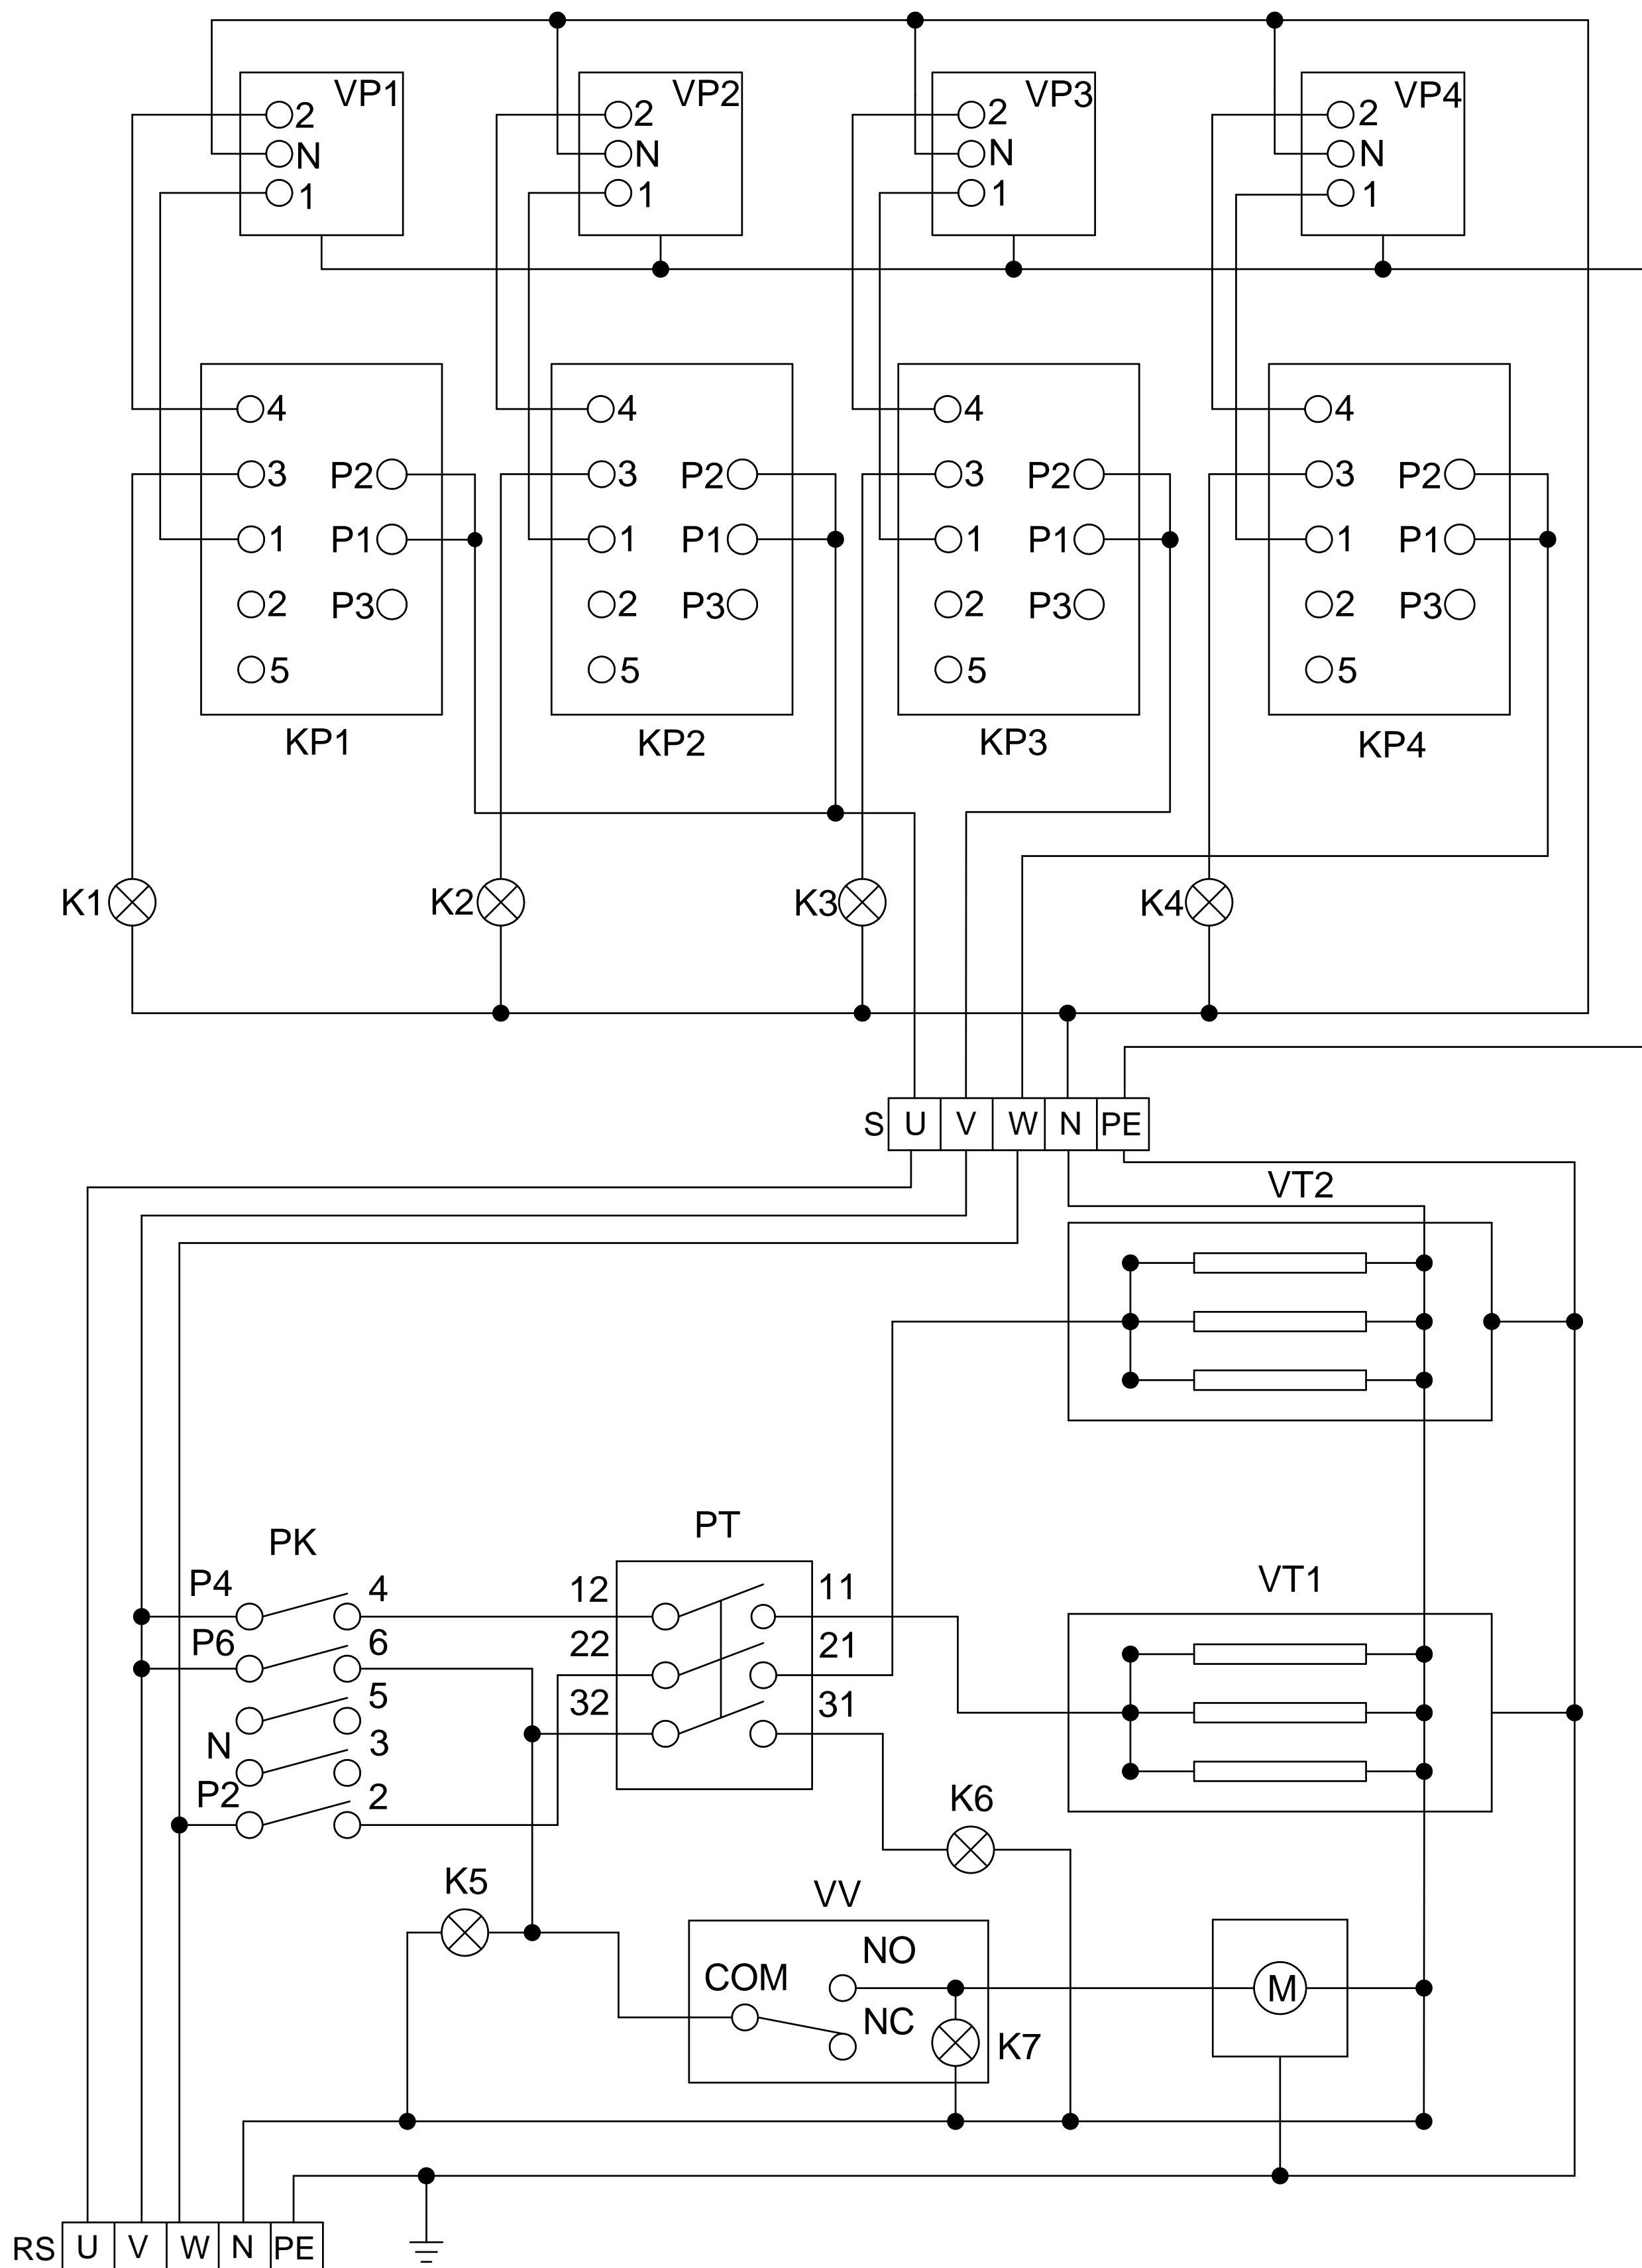 VP1 VP2 VP3 VP4
2 2 2 2
N N N N
1 1 1 1
4 4 4 4
3 P2 3 P2 3 P2 3 P2
1 P1 1 P1 1 P1 1 P1
2 P3 2 P3 2 P3 2 P3
5 5 5 5
KP1 KP2 KP3 KP4
K1 K2 K3 K4
S U V W N PE
VT2
PT
PK
P4 4 12 11 VT1
P6 6 22 21
5 32 31
N 3
P2 2 K6
K5 VV
NO
COM M
NC K7
RS U V W N PE